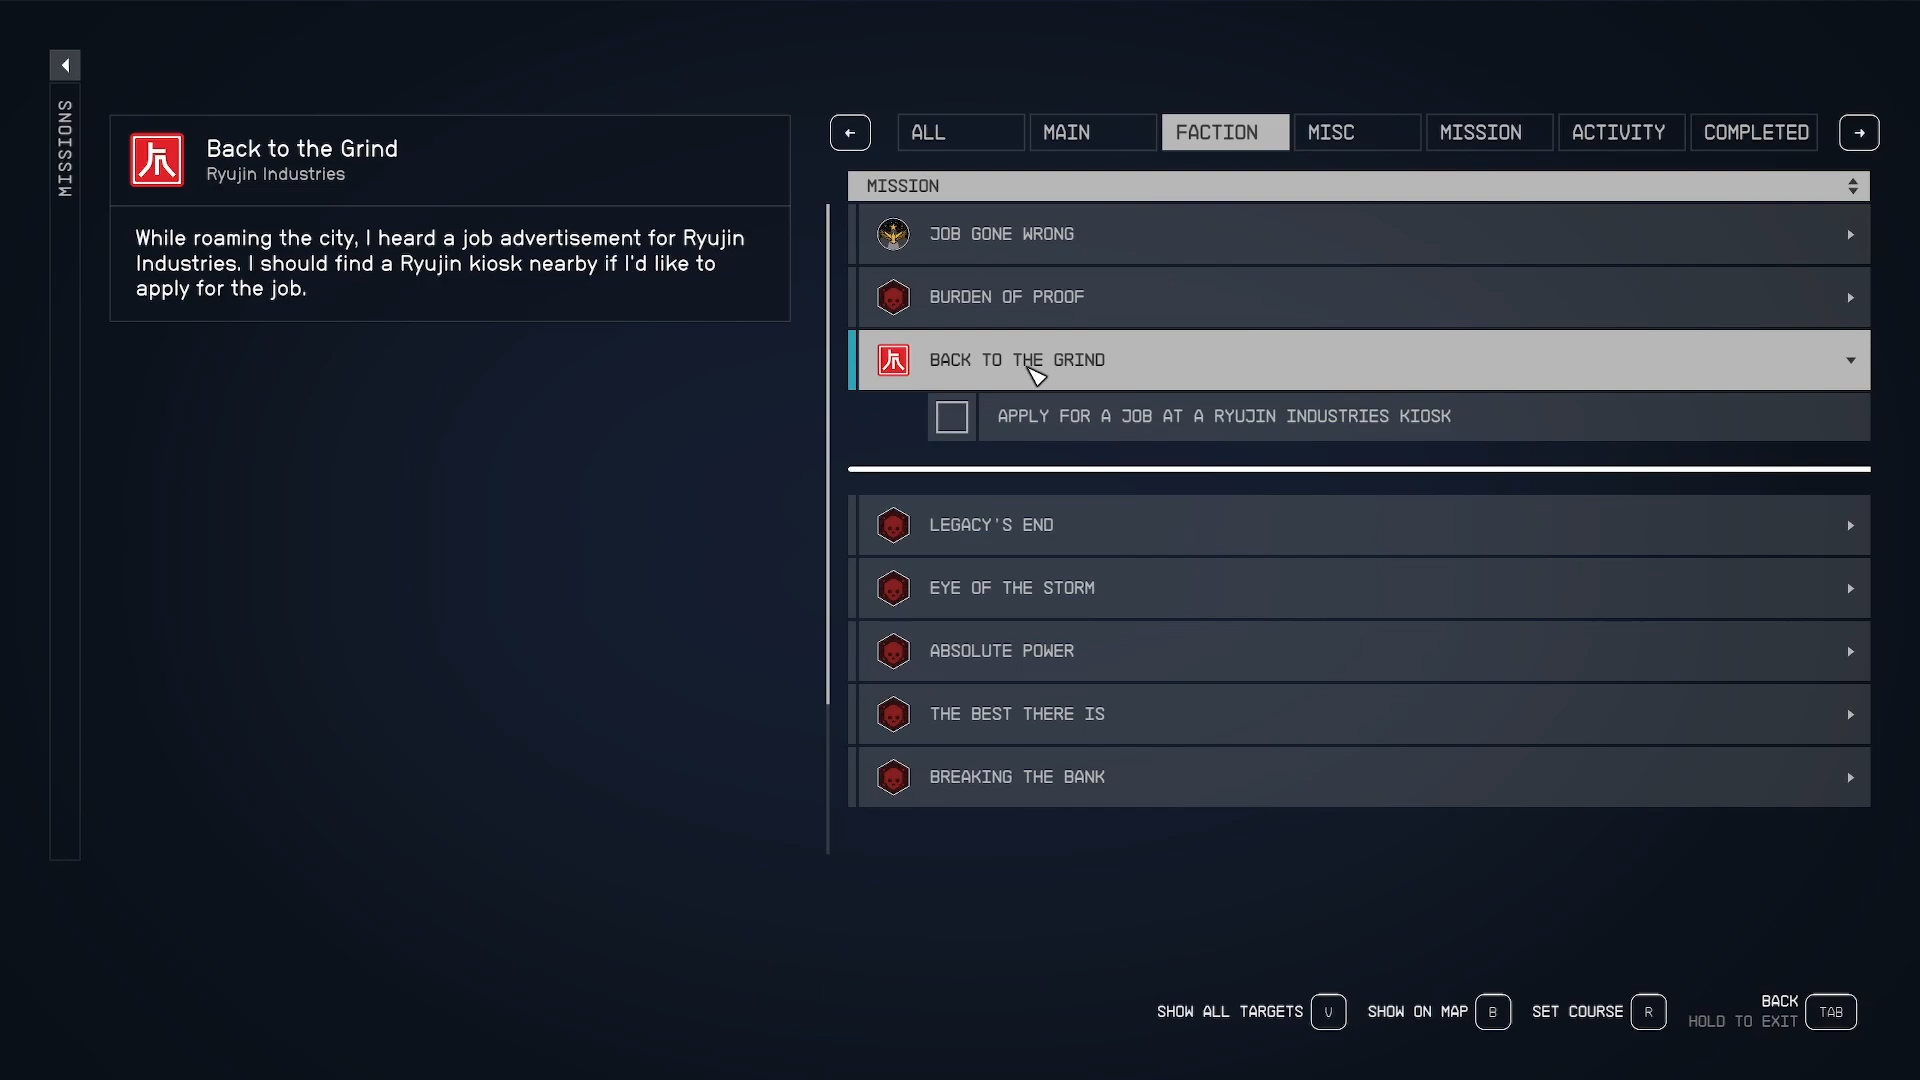 MISSIONS
Back to the Grind
Ryujin Industries
While roaming the city, I heard a job advertisement for Ryujin
Industries. I should find a Ryujin kiosk nearby if I'd like to
apply for the job.
ALL MAIN FACTION MISC MISSION ACTIVITY COMPLETED
MISSION
JOB GONE WRONG
BURDEN OF PROOF
BACK TO THE GRIND
APPLY FOR A JOB AT A RYUJIN INDUSTRIES KIOSK
LEGACY'S END
EYE OF THE STORM
ABSOLUTE POWER
THE BEST THERE IS
BREAKING THE BANK
SHOW ALL TARGETS V SHOW ON MAP B SET COURSE R BACK TAB
HOLD TO EXIT